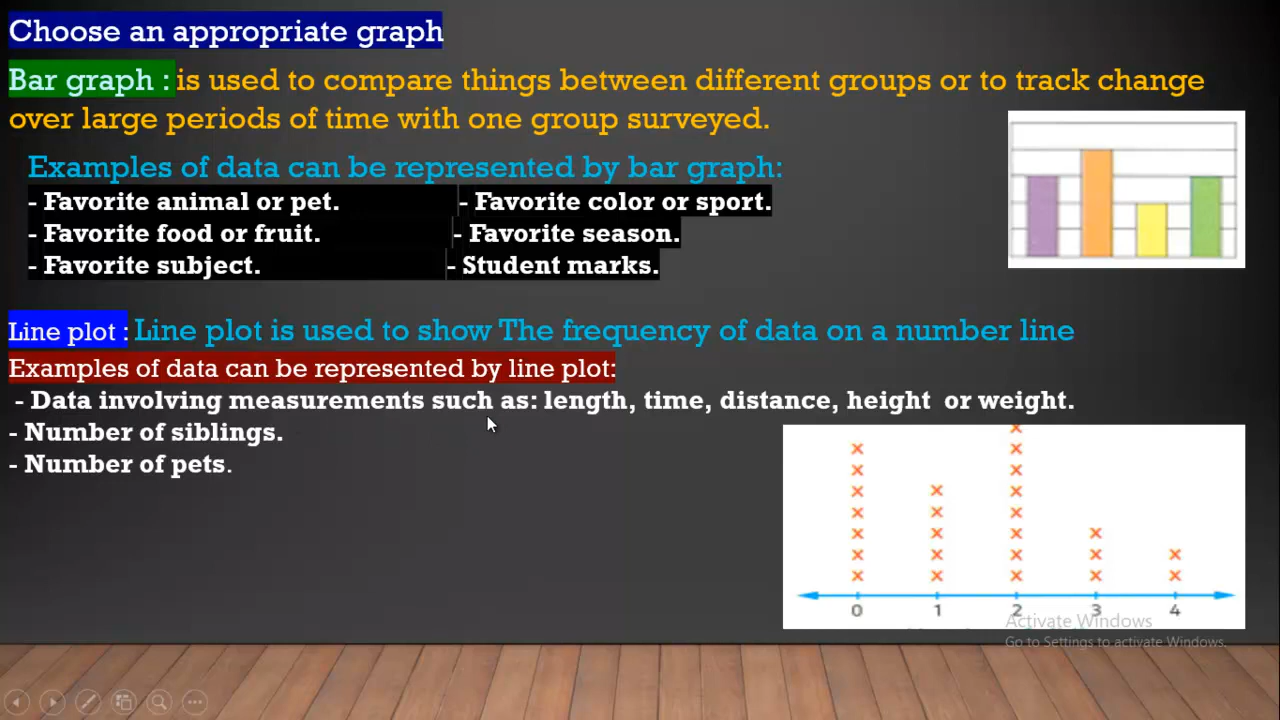 Choose an appropriate graph
Bar graph : is used to compare things between different groups or to track change
over large periods of time with one group surveyed.
Examples of data can be represented by bar graph:
- Favorite animal or pet. - Favorite color or sport.
- Favorite food or fruit. - Favorite season.
- Favorite subject. - Student marks.
Line plot : Line plot is used to show The frequency of data on a number line
Examples of data can be represented by line plot:
- Data involving measurements such as: length, time, distance, height or weight.
- Number of siblings.
- Number of pets.
0 1 2 3 4
Activate Windows
Go to Settings to activate Windows.